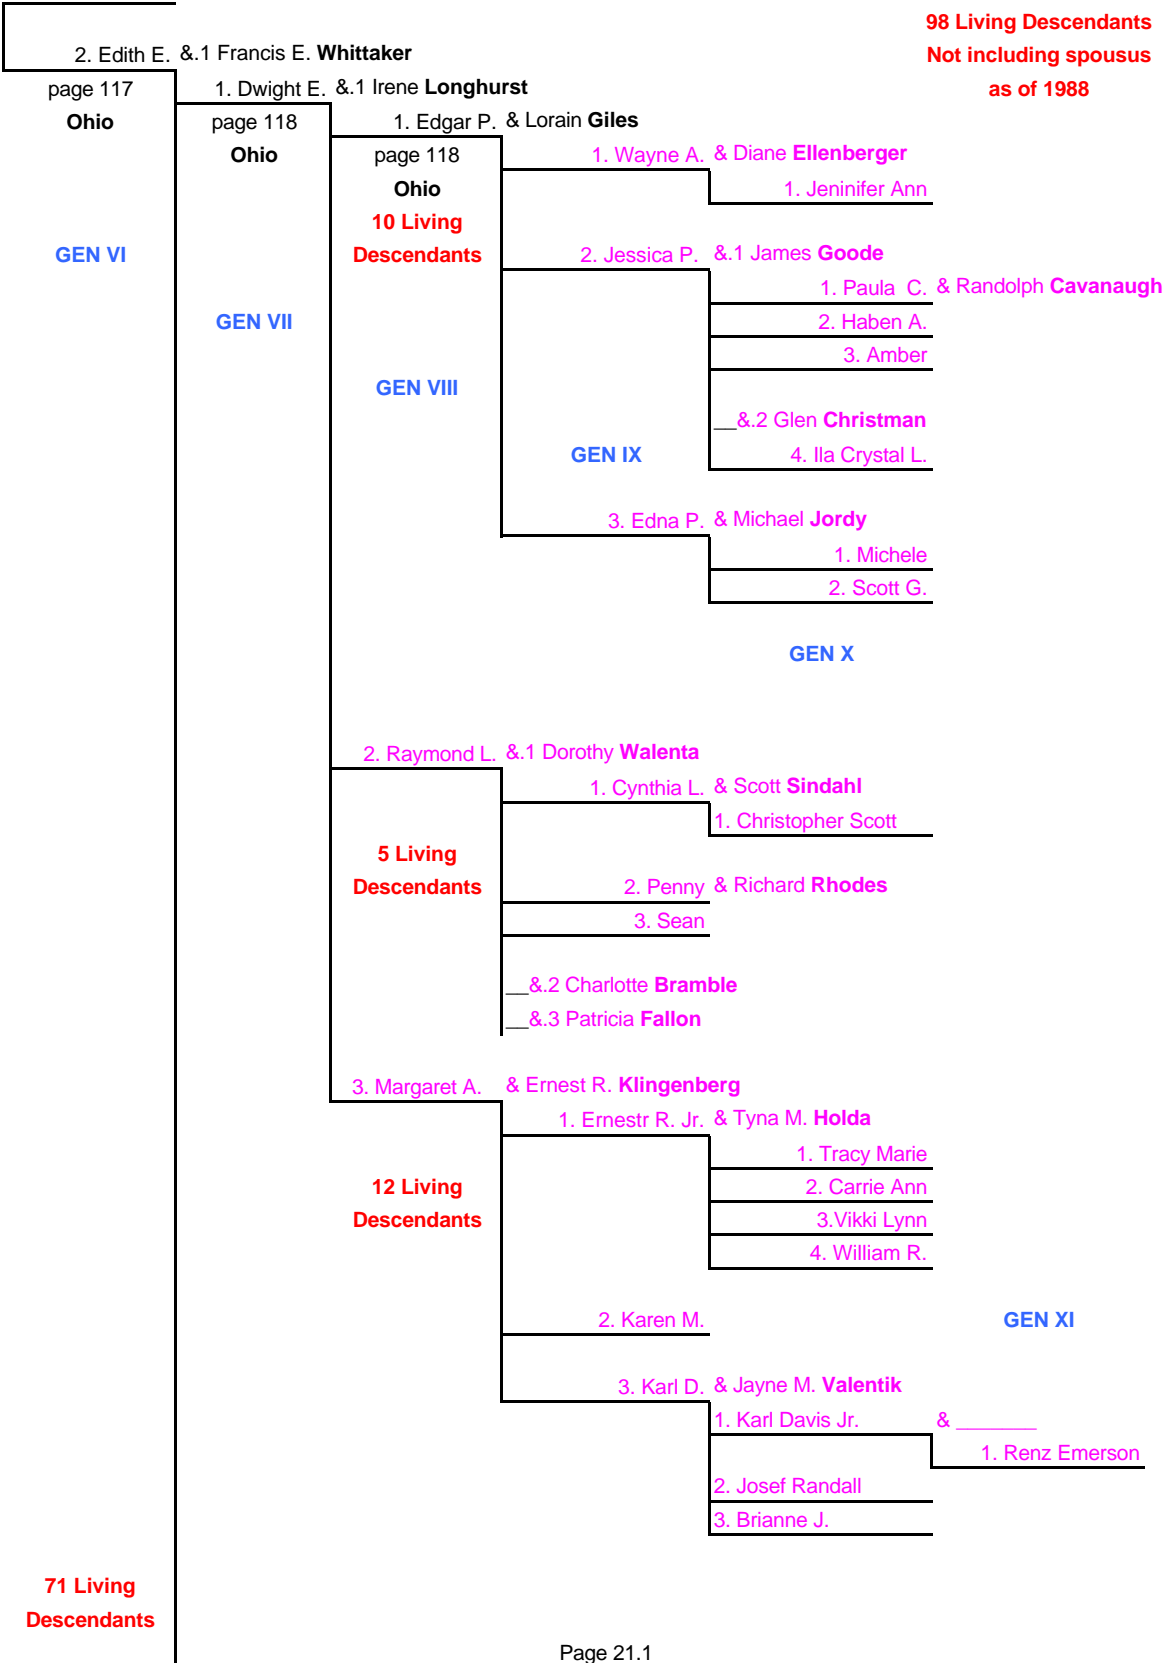 98 Living Descendants
2. Edith E. &.1 Francis E. Whittaker
Not including spousus
page 117
1. Dwight E. &.1 Irene Longhurst
as of 1988
Ohio
page 118
1. Edgar P. & Lorain Giles
Ohio
page 118
1. Wayne A. & Diane Ellenberger
Ohio
1. Jeninifer Ann
10 Living
GEN VI
Descendants
2. Jessica P. &.1 James Goode
1. Paula C. & Randolph Cavanaugh
GEN VII
2. Haben A.
3. Amber
GEN VIII
__&.2 Glen Christman
GEN IX
4. Ila Crystal L.
3. Edna P. & Michael Jordy
1. Michele
2. Scott G.
GEN X
2. Raymond L. &.1 Dorothy Walenta
1. Cynthia L. & Scott Sindahl
1. Christopher Scott
5 Living
Descendants
2. Penny & Richard Rhodes
3. Sean
__&.2 Charlotte Bramble
__&.3 Patricia Fallon
3. Margaret A. & Ernest R. Klingenberg
1. Ernestr R. Jr. & Tyna M. Holda
1. Tracy Marie
12 Living
2. Carrie Ann
Descendants
3.Vikki Lynn
4. William R.
2. Karen M.
GEN XI
3. Karl D. & Jayne M. Valentik
1. Karl Davis Jr. & _______
1. Renz Emerson
2. Josef Randall
3. Brianne J.
71 Living
Descendants
Page 21.1